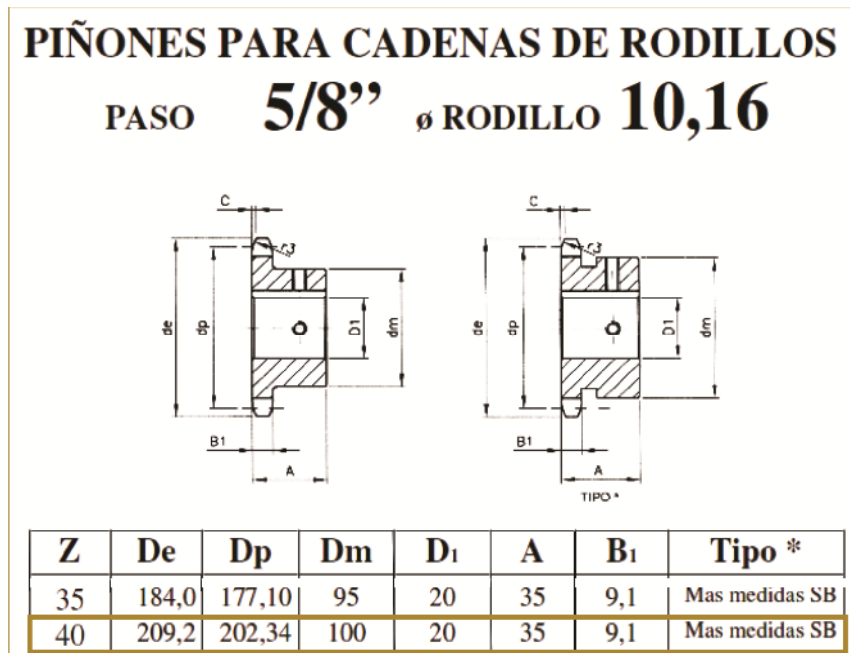 PIÑONES PARA CADENAS DE RODILLOS
PASO 5/8” ø RODILLO 10,16
C C
r3 r3
de dp D1 dm de dp D1 dm
B1 B1
A A
TIPO *
Z De Dp Dm D1 A B1 Tipo *
35 184,0 177,10 95 20 35 9,1 Mas medidas SB
40 209,2 202,34 100 20 35 9,1 Mas medidas SB